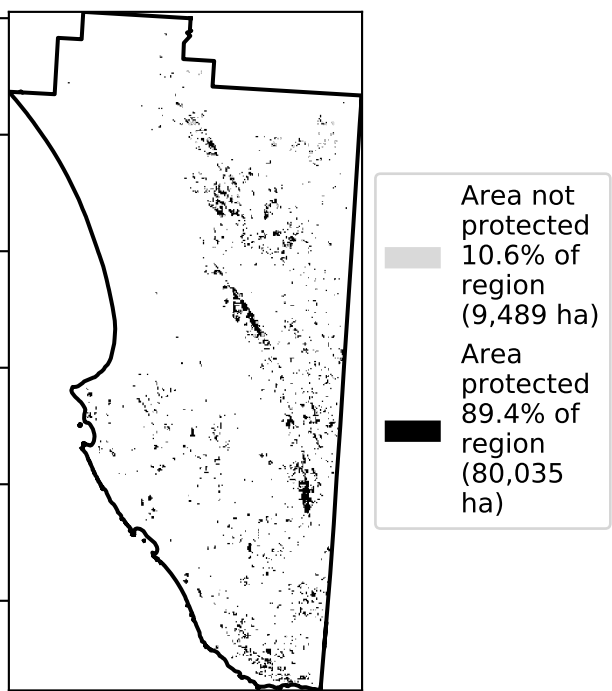 Area not
protected
10.6% of
region
(9,489 ha)
Area
protected
89.4% of
region
(80,035
ha)